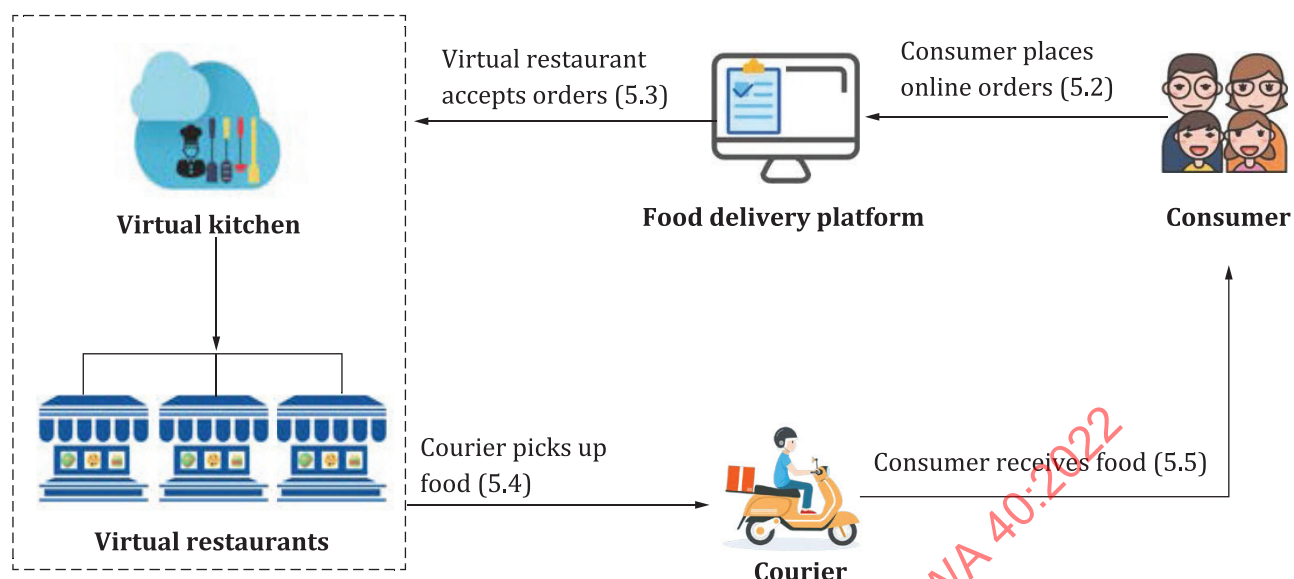 Virtual restaurant
accepts orders (5.3)
Consumer places
online orders (5.2)
Virtual kitchen
Food delivery platform
Consumer
Courier picks up
food (5.4)
Consumer receives food (5.5)
Virtual restaurants
Courier
WA 40:2022